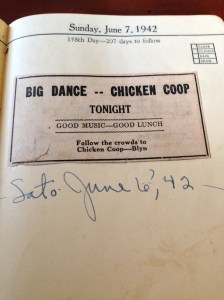 Sunday, June 7, 1942
158th Day—207 days to follow
BIG DANCE -- CHICKEN COOP
TONIGHT
GOOD MUSIC—GOOD LUNCH
Follow the crowds to
Chicken Coop—Blyn
—Sat. June 6, '42—